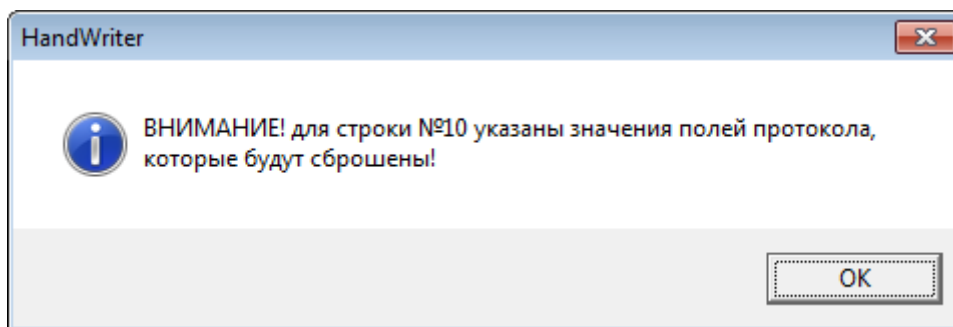 HandWriter
ВНИМАНИЕ! для строки №10 указаны значения полей протокола,
которые будут сброшены!
OK